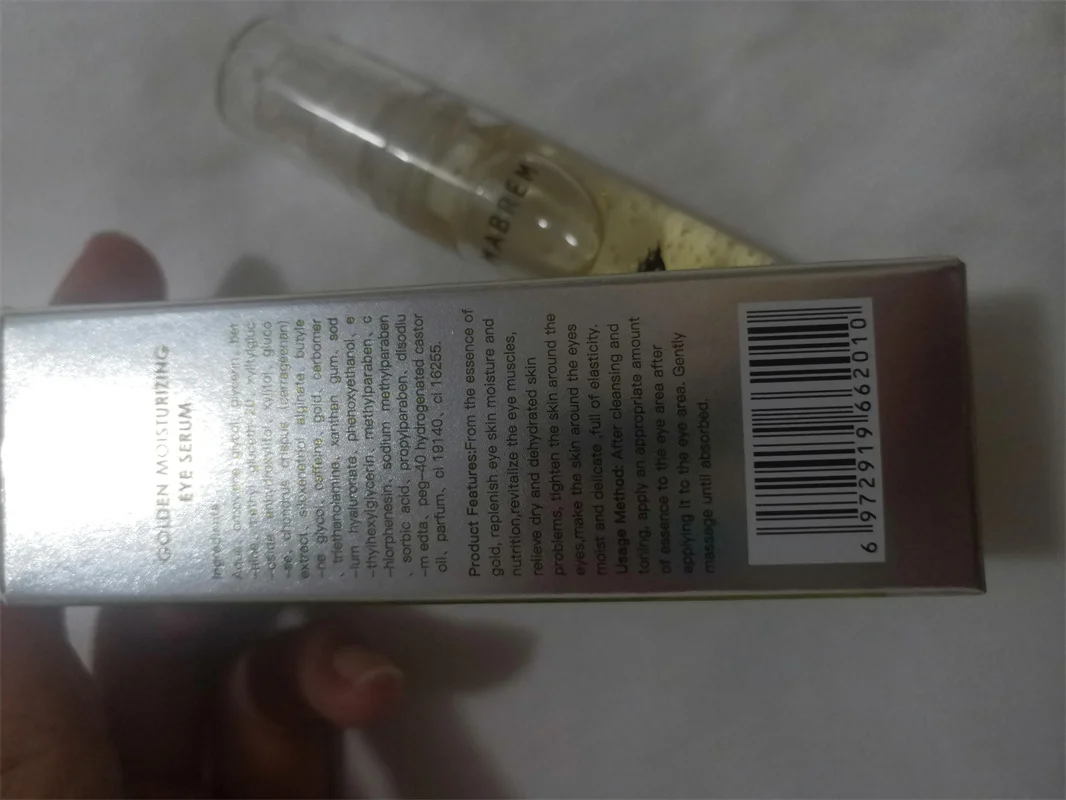 GOLDEN MOISTURIZING
EYE SERUM
Ingredients
extract, butyle
-ne glyco, caffeine, gold, carbomer
、triethanolamine、xanthan gum、sod
-ium hyaluronate、phenoxyethanol、e
-thylhexylglycerin、methylparaben、c
-hlorphenesin、sodium methylparaben
、sorbic acid、propylparaben、disodiu
-m edta、peg-40 hydrogenated castor
oil、parfum、ci 19140、ci 16255.
Product Features:From the essence of
gold, replenish eye skin moisture and
nutrition,revitalize the eye muscles,
relieve dry and dehydrated skin
problems, tighten the skin around the
eyes,make the skin around the eyes
moist and delicate ,full of elasticity.
Usage Method: After cleansing and
toning, apply an appropriate amount
of essence to the eye area after
applying it to the eye area. Gently
massage until absorbed.
6 972919 662010